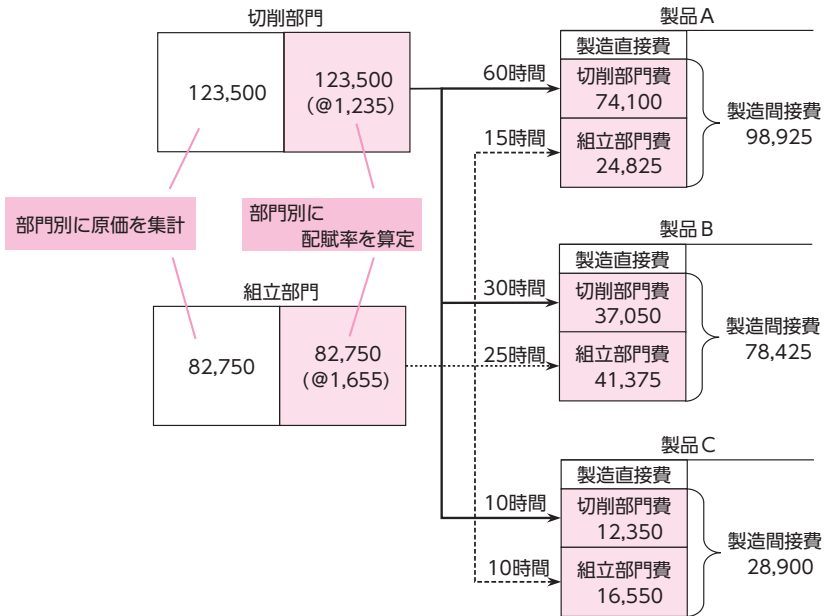 切削部門
123,500
123,500
(@1,235)
部門別に原価を集計
部門別に
配賦率を算定
組立部門
82,750
82,750
(@1,655)
製品A
製造直接費
60時間
切削部門費
74,100
15時間
組立部門費
24,825
製造間接費
98,925
製品B
製造直接費
30時間
切削部門費
37,050
25時間
組立部門費
41,375
製造間接費
78,425
製品C
製造直接費
10時間
切削部門費
12,350
10時間
組立部門費
16,550
製造間接費
28,900